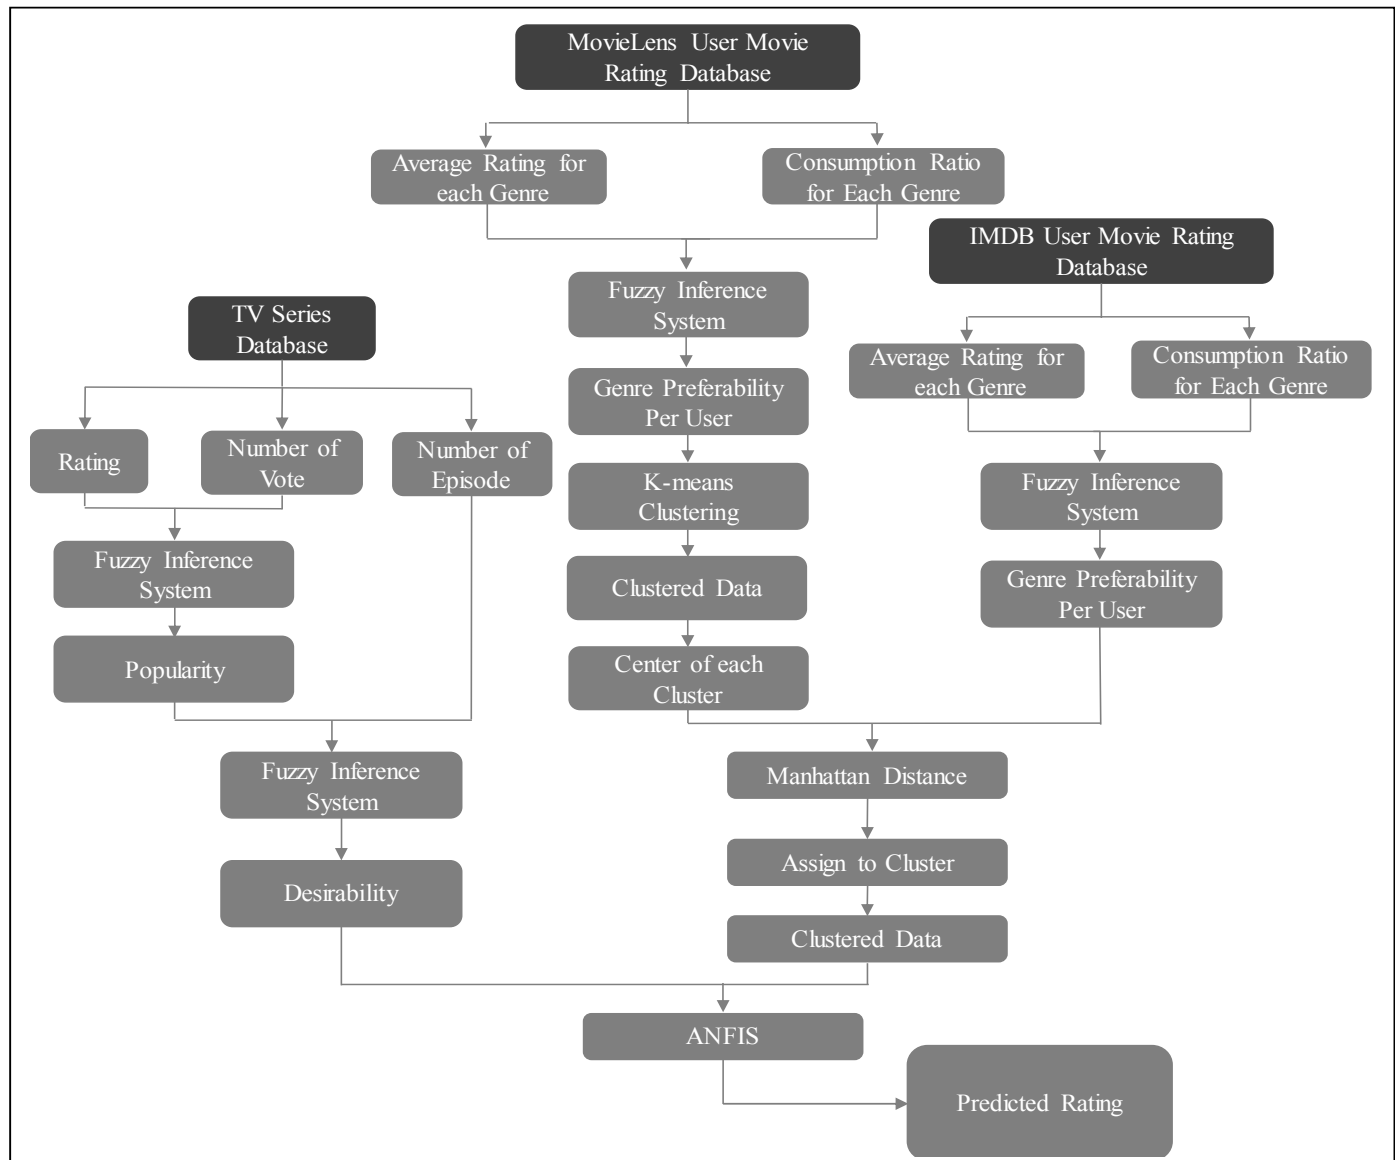 MovieLens User Movie
Rating Database
Average Rating for
each Genre
Consumption Ratio
for Each Genre
IMDB User Movie Rating
Database
Fuzzy Inference
System
TV Series
Database
Average Rating for
each Genre
Consumption Ratio
for Each Genre
Genre Preferability
Per User
Rating
Number of
Vote
Number of
Episode
K-means
Clustering
Fuzzy Inference
System
Fuzzy Inference
System
Clustered Data
Genre Preferability
Per User
Popularity
Center of each
Cluster
Fuzzy Inference
System
Manhattan Distance
Desirability
Assign to Cluster
Clustered Data
ANFIS
Predicted Rating